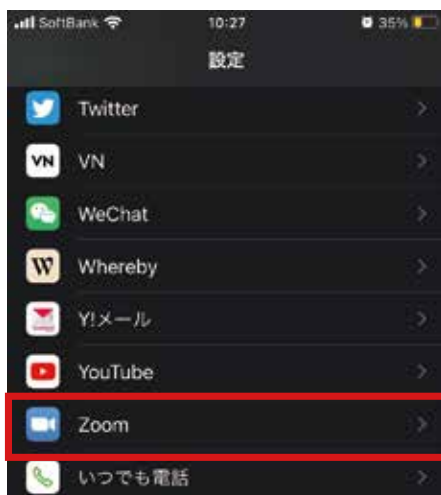 SoftBank 10:27 35%
設定
Twitter
VN VN
WeChat
W Whereby
Y!メール
YouTube
Zoom
いつでも電話